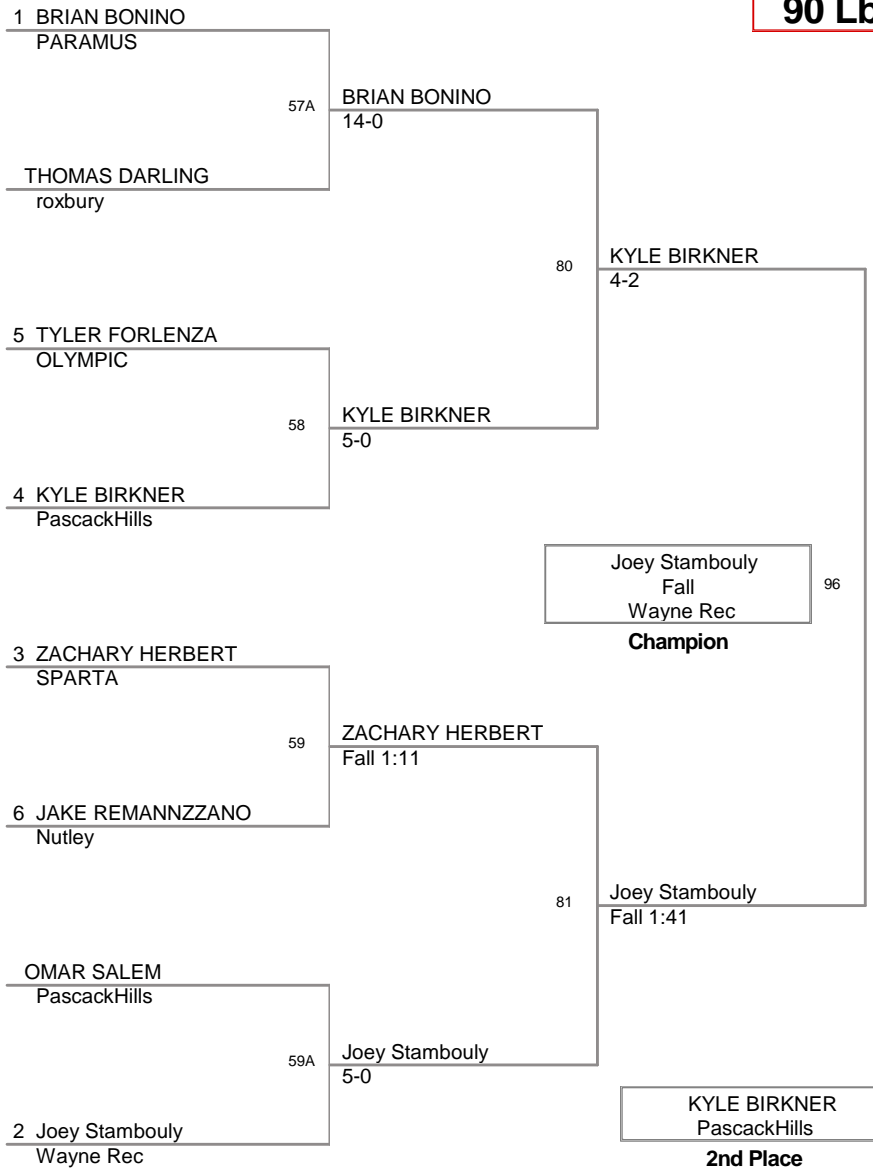 90 Lb
1 BRIAN BONINO
PARAMUS
57A
BRIAN BONINO
14-0
THOMAS DARLING
roxbury
80
KYLE BIRKNER
4-2
5 TYLER FORLENZA
OLYMPIC
58
KYLE BIRKNER
5-0
4 KYLE BIRKNER
PascackHills
Joey Stambouly
Fall
Wayne Rec
96
Champion
3 ZACHARY HERBERT
SPARTA
59
ZACHARY HERBERT
Fall 1:11
6 JAKE REMANNZZANO
Nutley
81
Joey Stambouly
Fall 1:41
OMAR SALEM
PascackHills
59A
Joey Stambouly
5-0
2 Joey Stambouly
Wayne Rec
KYLE BIRKNER
PascackHills
2nd Place